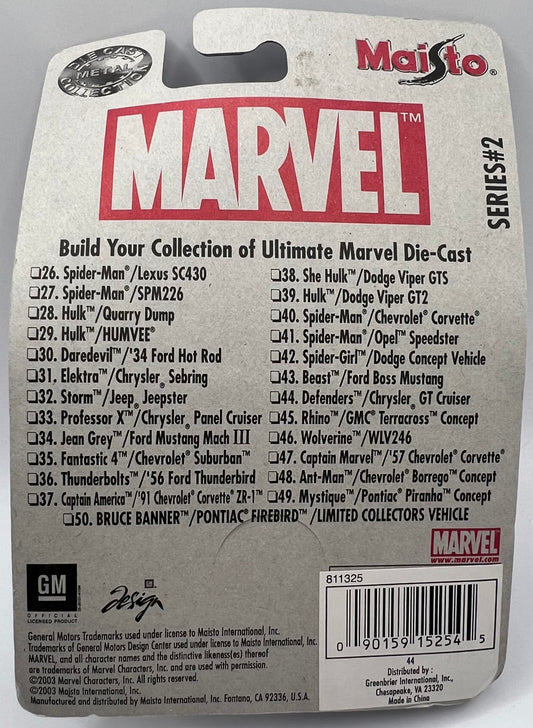 DIE CAST
METAL
COLLECTION
Maisto®
MARVEL™
SERIES#2
Build Your Collection of Ultimate Marvel Die-Cast
❏26. Spider-Man®/Lexus SC430
❏27. Spider-Man®/SPM226
❏28. Hulk™/Quarry Dump
❏29. Hulk™/HUMVEE®
❏30. Daredevil™/'34 Ford Hot Rod
❏31. Elektra™/Chrysler® Sebring
❏32. Storm™/Jeep® Jeepster
❏33. Professor X™/Chrysler® Panel Cruiser
❏34. Jean Grey™/Ford Mustang Mach III
❏35. Fantastic 4™/Chevrolet® Suburban™
❏36. Thunderbolts™/'56 Ford Thunderbird
❏37. Captain America™/'91 Chevrolet® Corvette® ZR-1™
❏38. She Hulk™/Dodge Viper GTS
❏39. Hulk™/Dodge Viper GT2
❏40. Spider-Man®/Chevrolet® Corvette®
❏41. Spider-Man®/Opel™ Speedster
❏42. Spider-Girl™/Dodge Concept Vehicle
❏43. Beast™/Ford Boss Mustang
❏44. Defenders™/Chrysler® GT Cruiser
❏45. Rhino™/GMC® Terracross™ Concept
❏46. Wolverine™/WLV246
❏47. Captain Marvel™/'57 Chevrolet® Corvette®
❏48. Ant-Man™/Chevrolet® Borrego™ Concept
❏49. Mystique™/Pontiac® Piranha™ Concept
❏50. BRUCE BANNER™/PONTIAC® FIREBIRD™/LIMITED COLLECTORS VEHICLE
MARVEL
www.marvel.com
GM
OFFICIAL
LICENSED PRODUCT
GM
design
General Motors Trademarks used under license to Maisto International, Inc.
Trademarks of General Motors Design Center used under license to Maisto International, Inc.
MARVEL, and all character names and the distinctive likeness(es) thereof
are trademarks of Marvel Characters, Inc. and are used with permission.
©2003 Marvel Characters, Inc. All rights reserved.
©2003 Maisto International, Inc.
Manufactured and distributed by Maisto International, Inc. Fontana, CA 92336, U.S.A.
811325
0 90159 15254 5
44
Distributed by :
Greenbrier International, Inc.,
Chesapeake, VA 23320
Made in China